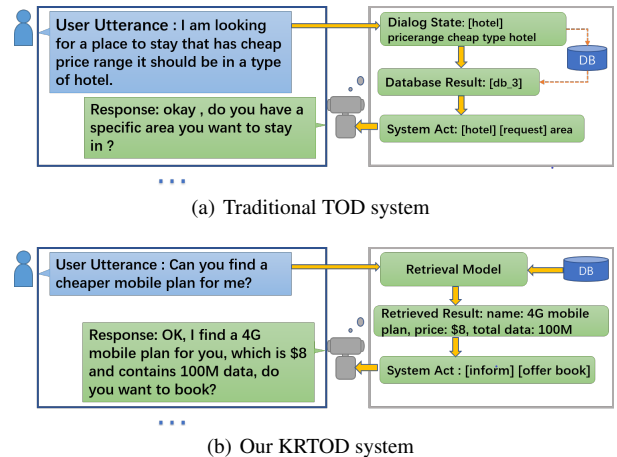 User Utterance : I am looking
for a place to stay that has cheap
price range it should be in a type
of hotel.
Response: okay , do you have a
specific area you want to stay
in ?
Dialog State: [hotel]
pricerange cheap type hotel
DB
Database Result: [db_3]
System Act: [hotel] [request] area
(a) Traditional TOD system
User Utterance : Can you find a
cheaper mobile plan for me?
Response: OK, I find a 4G
mobile plan for you, which is $8
and contains 100M data, do
you want to book?
Retrieval Model
DB
Retrieved Result: name: 4G mobile
plan, price: $8, total data: 100M
System Act : [inform] [offer book]
(b) Our KRTOD system